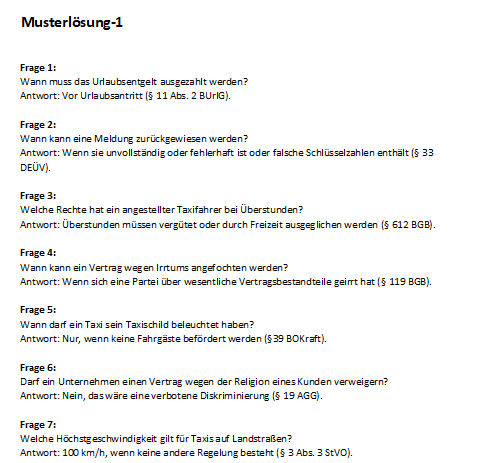 Musterlösung-1
Frage 1:
Wann muss das Urlaubsentgelt ausgezahlt werden?
Antwort: Vor Urlaubsantritt (§ 11 Abs. 2 BUrlG).
Frage 2:
Wann kann eine Meldung zurückgewiesen werden?
Antwort: Wenn sie unvollständig oder fehlerhaft ist oder falsche Schlüsselzahlen enthält (§ 33
DEÜV).
Frage 3:
Welche Rechte hat ein angestellter Taxifahrer bei Überstunden?
Antwort: Überstunden müssen vergütet oder durch Freizeit ausgeglichen werden (§ 612 BGB).
Frage 4:
Wann kann ein Vertrag wegen Irrtums angefochten werden?
Antwort: Wenn sich eine Partei über wesentliche Vertragsbestandteile geirrt hat (§ 119 BGB).
Frage 5:
Wann darf ein Taxi sein Taxischild beleuchtet haben?
Antwort: Nur, wenn keine Fahrgäste befördert werden (§39 BOKraft).
Frage 6:
Darf ein Unternehmen einen Vertrag wegen der Religion eines Kunden verweigern?
Antwort: Nein, das wäre eine verbotene Diskriminierung (§ 19 AGG).
Frage 7:
Welche Höchstgeschwindigkeit gilt für Taxis auf Landstraßen?
Antwort: 100 km/h, wenn keine andere Regelung besteht (§ 3 Abs. 3 StVO).